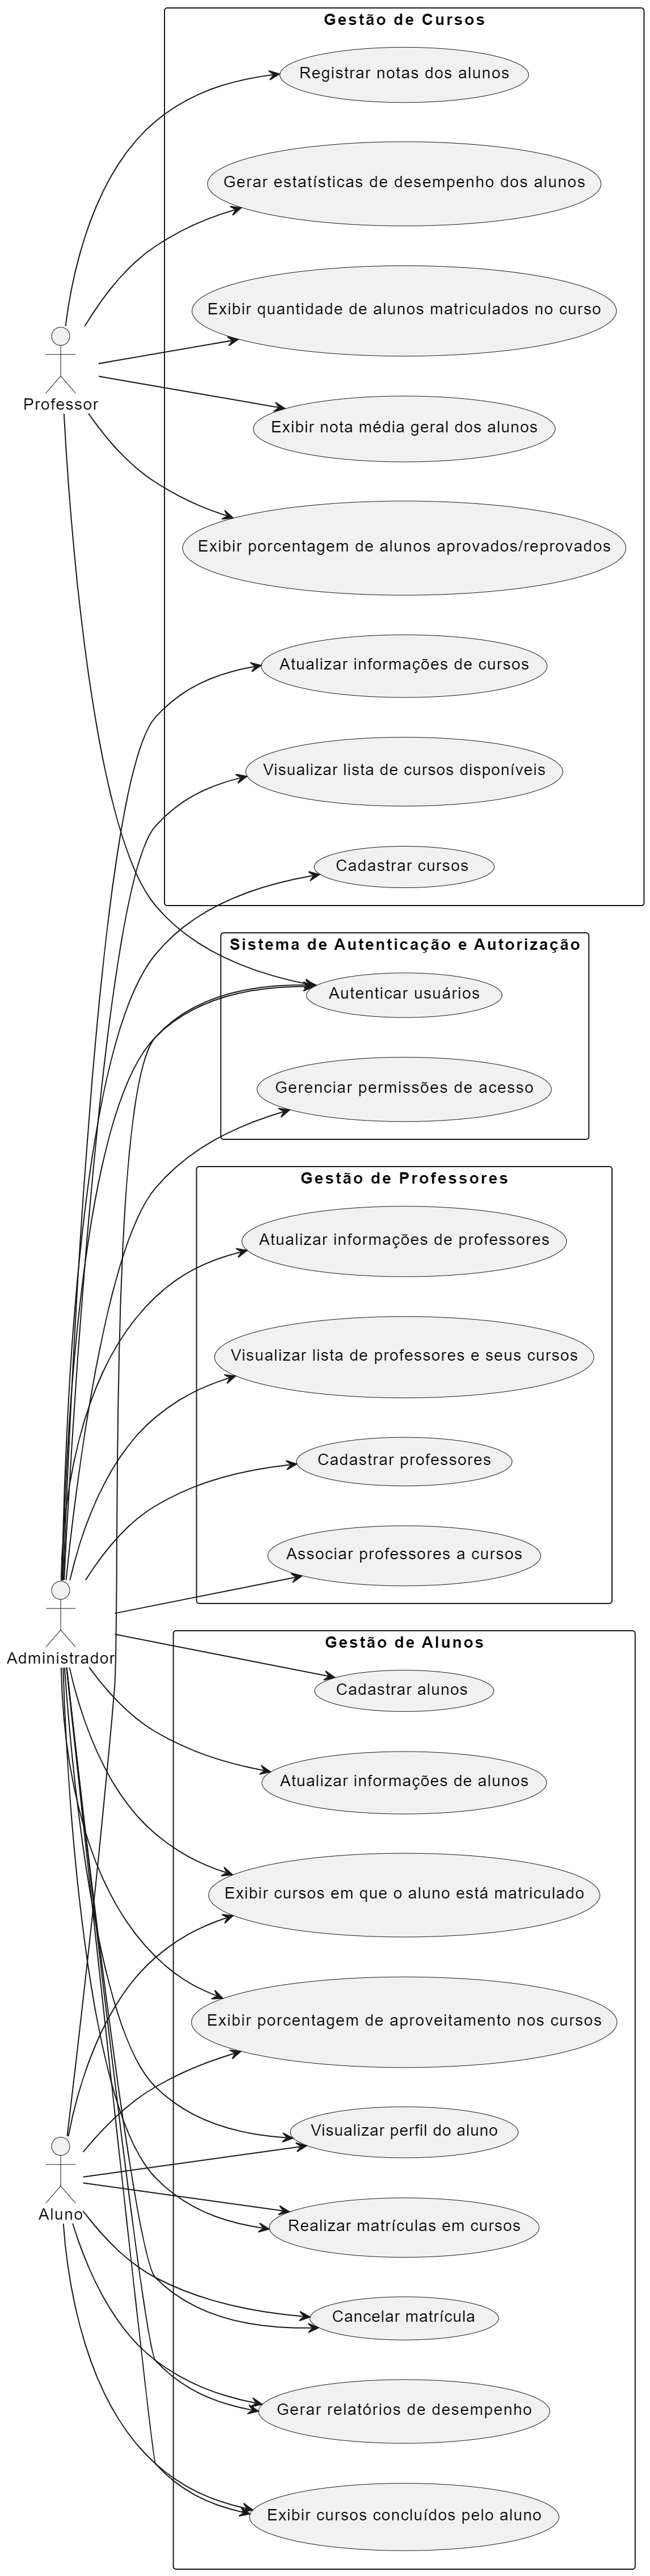 Gestão de Cursos
Registrar notas dos alunos
Gerar estatísticas de desempenho dos alunos
Exibir quantidade de alunos matriculados no curso
Professor
Exibir nota média geral dos alunos
Exibir porcentagem de alunos aprovados/reprovados
Atualizar informações de cursos
Visualizar lista de cursos disponíveis
Cadastrar cursos
Sistema de Autenticação e Autorização
Autenticar usuários
Gerenciar permissões de acesso
Gestão de Professores
Atualizar informações de professores
Visualizar lista de professores e seus cursos
Cadastrar professores
Associar professores a cursos
Administrador
Gestão de Alunos
Cadastrar alunos
Atualizar informações de alunos
Exibir cursos em que o aluno está matriculado
Exibir porcentagem de aproveitamento nos cursos
Visualizar perfil do aluno
Aluno
Realizar matrículas em cursos
Cancelar matrícula
Gerar relatórios de desempenho
Exibir cursos concluídos pelo aluno